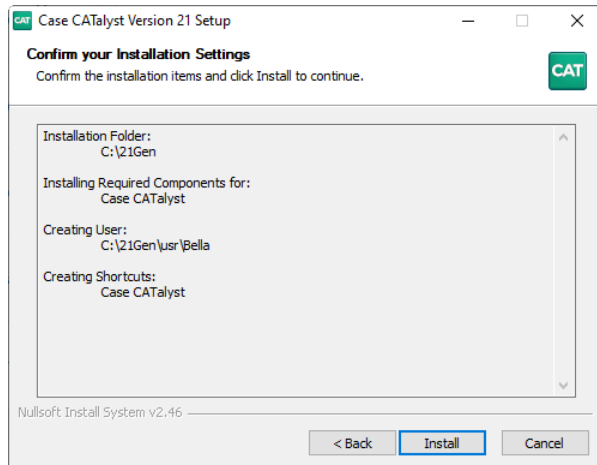 CAT Case CATalyst Version 21 Setup
Confirm your Installation Settings
Confirm the installation items and click Install to continue.
CAT
Installation Folder:
C:\21Gen
Installing Required Components for:
Case CATalyst
Creating User:
C:\21Gen\usr\Bella
Creating Shortcuts:
Case CATalyst
Nullsoft Install System v2.46
< Back Install Cancel